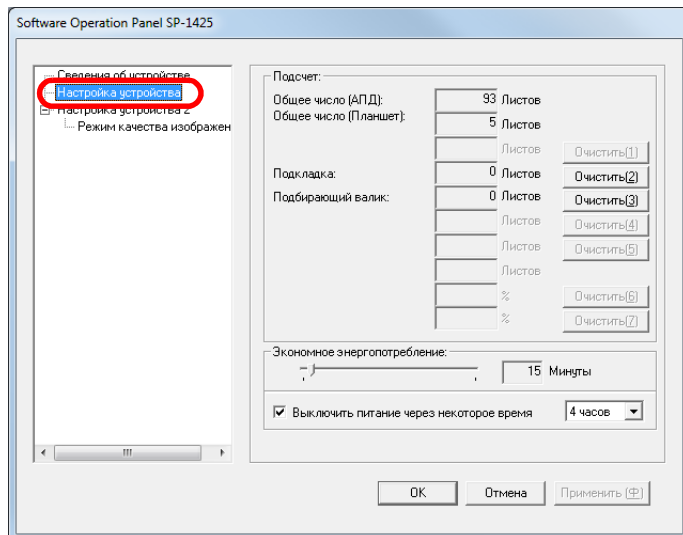 Software Operation Panel SP-1425
Сведения об устройстве
Настройка устройства
Настройка устройства 2
Режим качества изображен
Подсчет:
Общее число (АПД): 93 Листов
Общее число (Планшет): 5 Листов
Листов Очистить(1)
Подкладка: 0 Листов Очистить(2)
Подбирающий валик: 0 Листов Очистить(3)
Листов Очистить(4)
Листов Очистить(5)
Листов
% Очистить(6)
% Очистить(7)
Экономное энергопотребление:
15 Минуты
Выключить питание через некоторое время 4 часов
OK Отмена Применить (Ф)